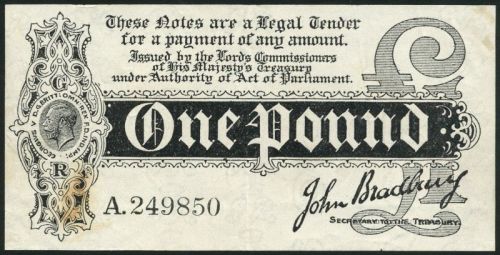 These Notes are a Legal Tender
for a payment of any amount.
Issued by the Lords Commissioners
of His Majesty's Treasury
under Authority of Act of Parliament.
G
R
One Pound
£1
A.249850
John Bradbury
SECRETARY TO THE TREASURY.